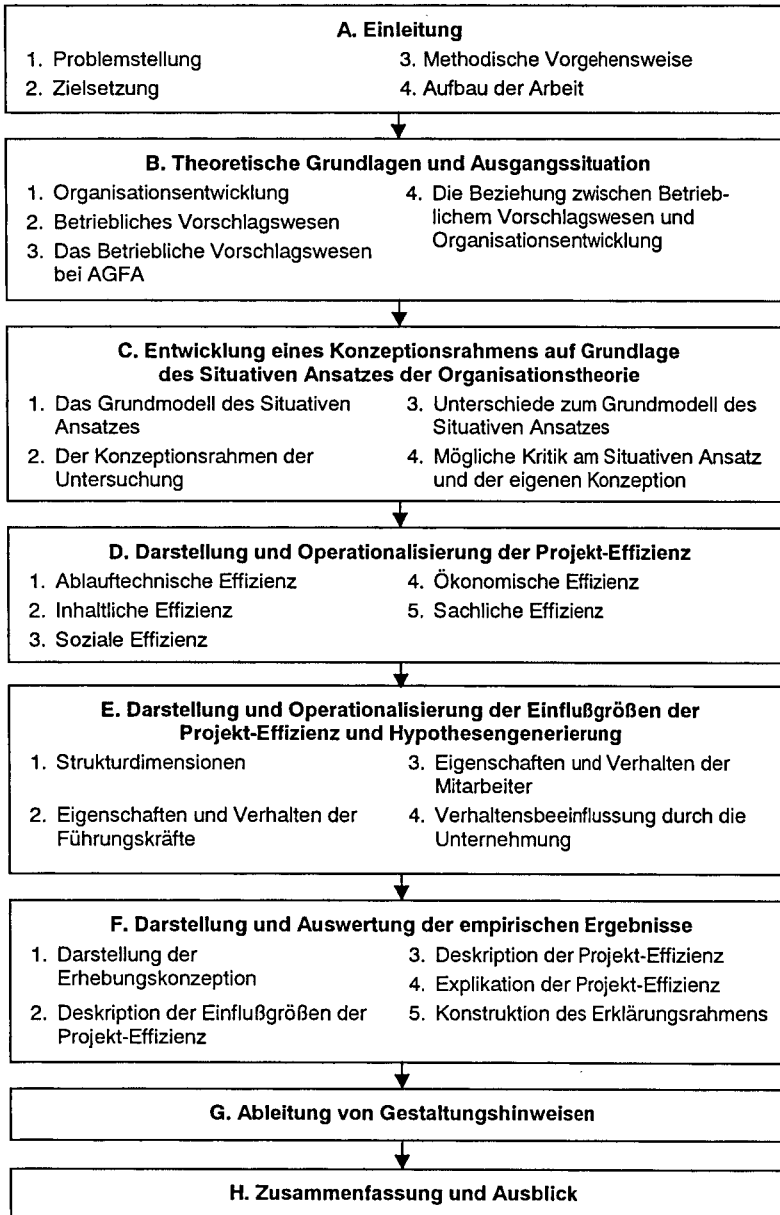 A. Einleitung
1. Problemstellung
2. Zielsetzung
3. Methodische Vorgehensweise
4. Aufbau der Arbeit
B. Theoretische Grundlagen und Ausgangssituation
1. Organisationsentwicklung
2. Betriebliches Vorschlagswesen
3. Das Betriebliche Vorschlagswesen
bei AGFA
4. Die Beziehung zwischen Betrieb-
lichem Vorschlagswesen und
Organisationsentwicklung
C. Entwicklung eines Konzeptionsrahmens auf Grundlage
des Situativen Ansatzes der Organisationstheorie
1. Das Grundmodell des Situativen
Ansatzes
2. Der Konzeptionsrahmen der
Untersuchung
3. Unterschiede zum Grundmodell des
Situativen Ansatzes
4. Mögliche Kritik am Situativen Ansatz
und der eigenen Konzeption
D. Darstellung und Operationalisierung der Projekt-Effizienz
1. Ablauftechnische Effizienz
2. Inhaltliche Effizienz
3. Soziale Effizienz
4. Ökonomische Effizienz
5. Sachliche Effizienz
E. Darstellung und Operationalisierung der Einflußgrößen der
Projekt-Effizienz und Hypothesengenerierung
1. Strukturdimensionen
2. Eigenschaften und Verhalten der
Führungskräfte
3. Eigenschaften und Verhalten der
Mitarbeiter
4. Verhaltensbeeinflussung durch die
Unternehmung
F. Darstellung und Auswertung der empirischen Ergebnisse
1. Darstellung der
Erhebungskonzeption
2. Deskription der Einflußgrößen der
Projekt-Effizienz
3. Deskription der Projekt-Effizienz
4. Explikation der Projekt-Effizienz
5. Konstruktion des Erklärungsrahmens
G. Ableitung von Gestaltungshinweisen
H. Zusammenfassung und Ausblick